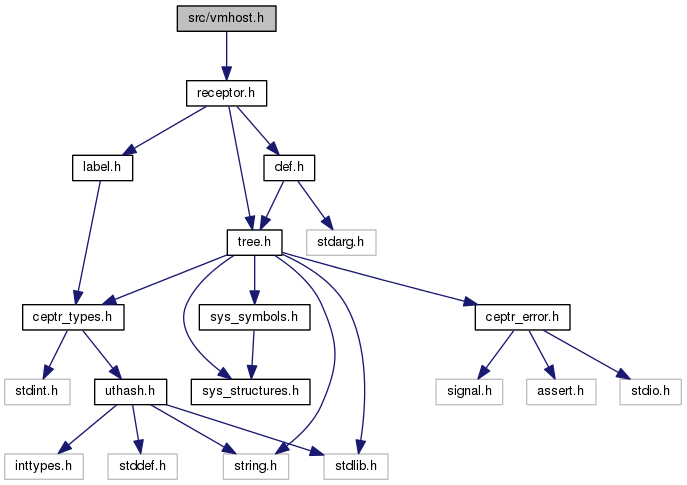 src/vmhost.h
receptor.h
label.h
def.h
tree.h
stdarg.h
ceptr_types.h
sys_symbols.h
ceptr_error.h
stdint.h
uthash.h
sys_structures.h
signal.h
assert.h
stdio.h
inttypes.h
stddef.h
string.h
stdlib.h